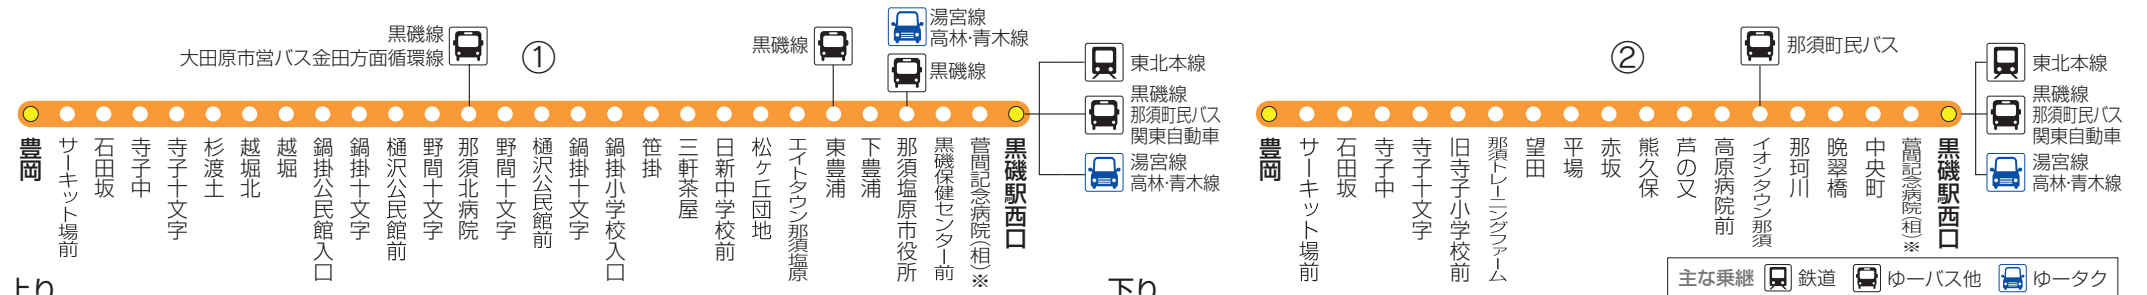 黒磯線
大田原市営バス金田方面循環線
①
黒磯線
湯宮線
高林・青木線
黒磯線
東北本線
黒磯線
那須町民バス
関東自動車
湯宮線
高林・青木線
豊岡
サーキット場前
石田坂
寺子中
寺子十文字
杉渡土
越堀北
越堀
鍋掛公民館入口
鍋掛十文字
樋沢公民館前
野間十文字
那須北病院
野間十文字
樋沢公民館前
鍋掛十文字
鍋掛小学校入口
笹掛
三軒茶屋
日新中学校前
松ヶ丘団地
エイトタウン那須塩原
東豊浦
下豊浦
那須塩原市役所
黒磯保健センター前
菅間記念病院(相)※
黒磯駅西口
②
那須町民バス
東北本線
黒磯線
那須町民バス
関東自動車
湯宮線
高林・青木線
豊岡
サーキット場前
石田坂
寺子中
寺子十文字
旧寺子小学校前
那須トレーニングファーム
望田
平場
赤坂
熊久保
芦の又
高原病院前
イオンタウン那須
那珂川
晩翠橋
中央町
菅間記念病院(相)※
黒磯駅西口
主な乗継 鉄道 ゆーバス他 ゆータク
上り
下り